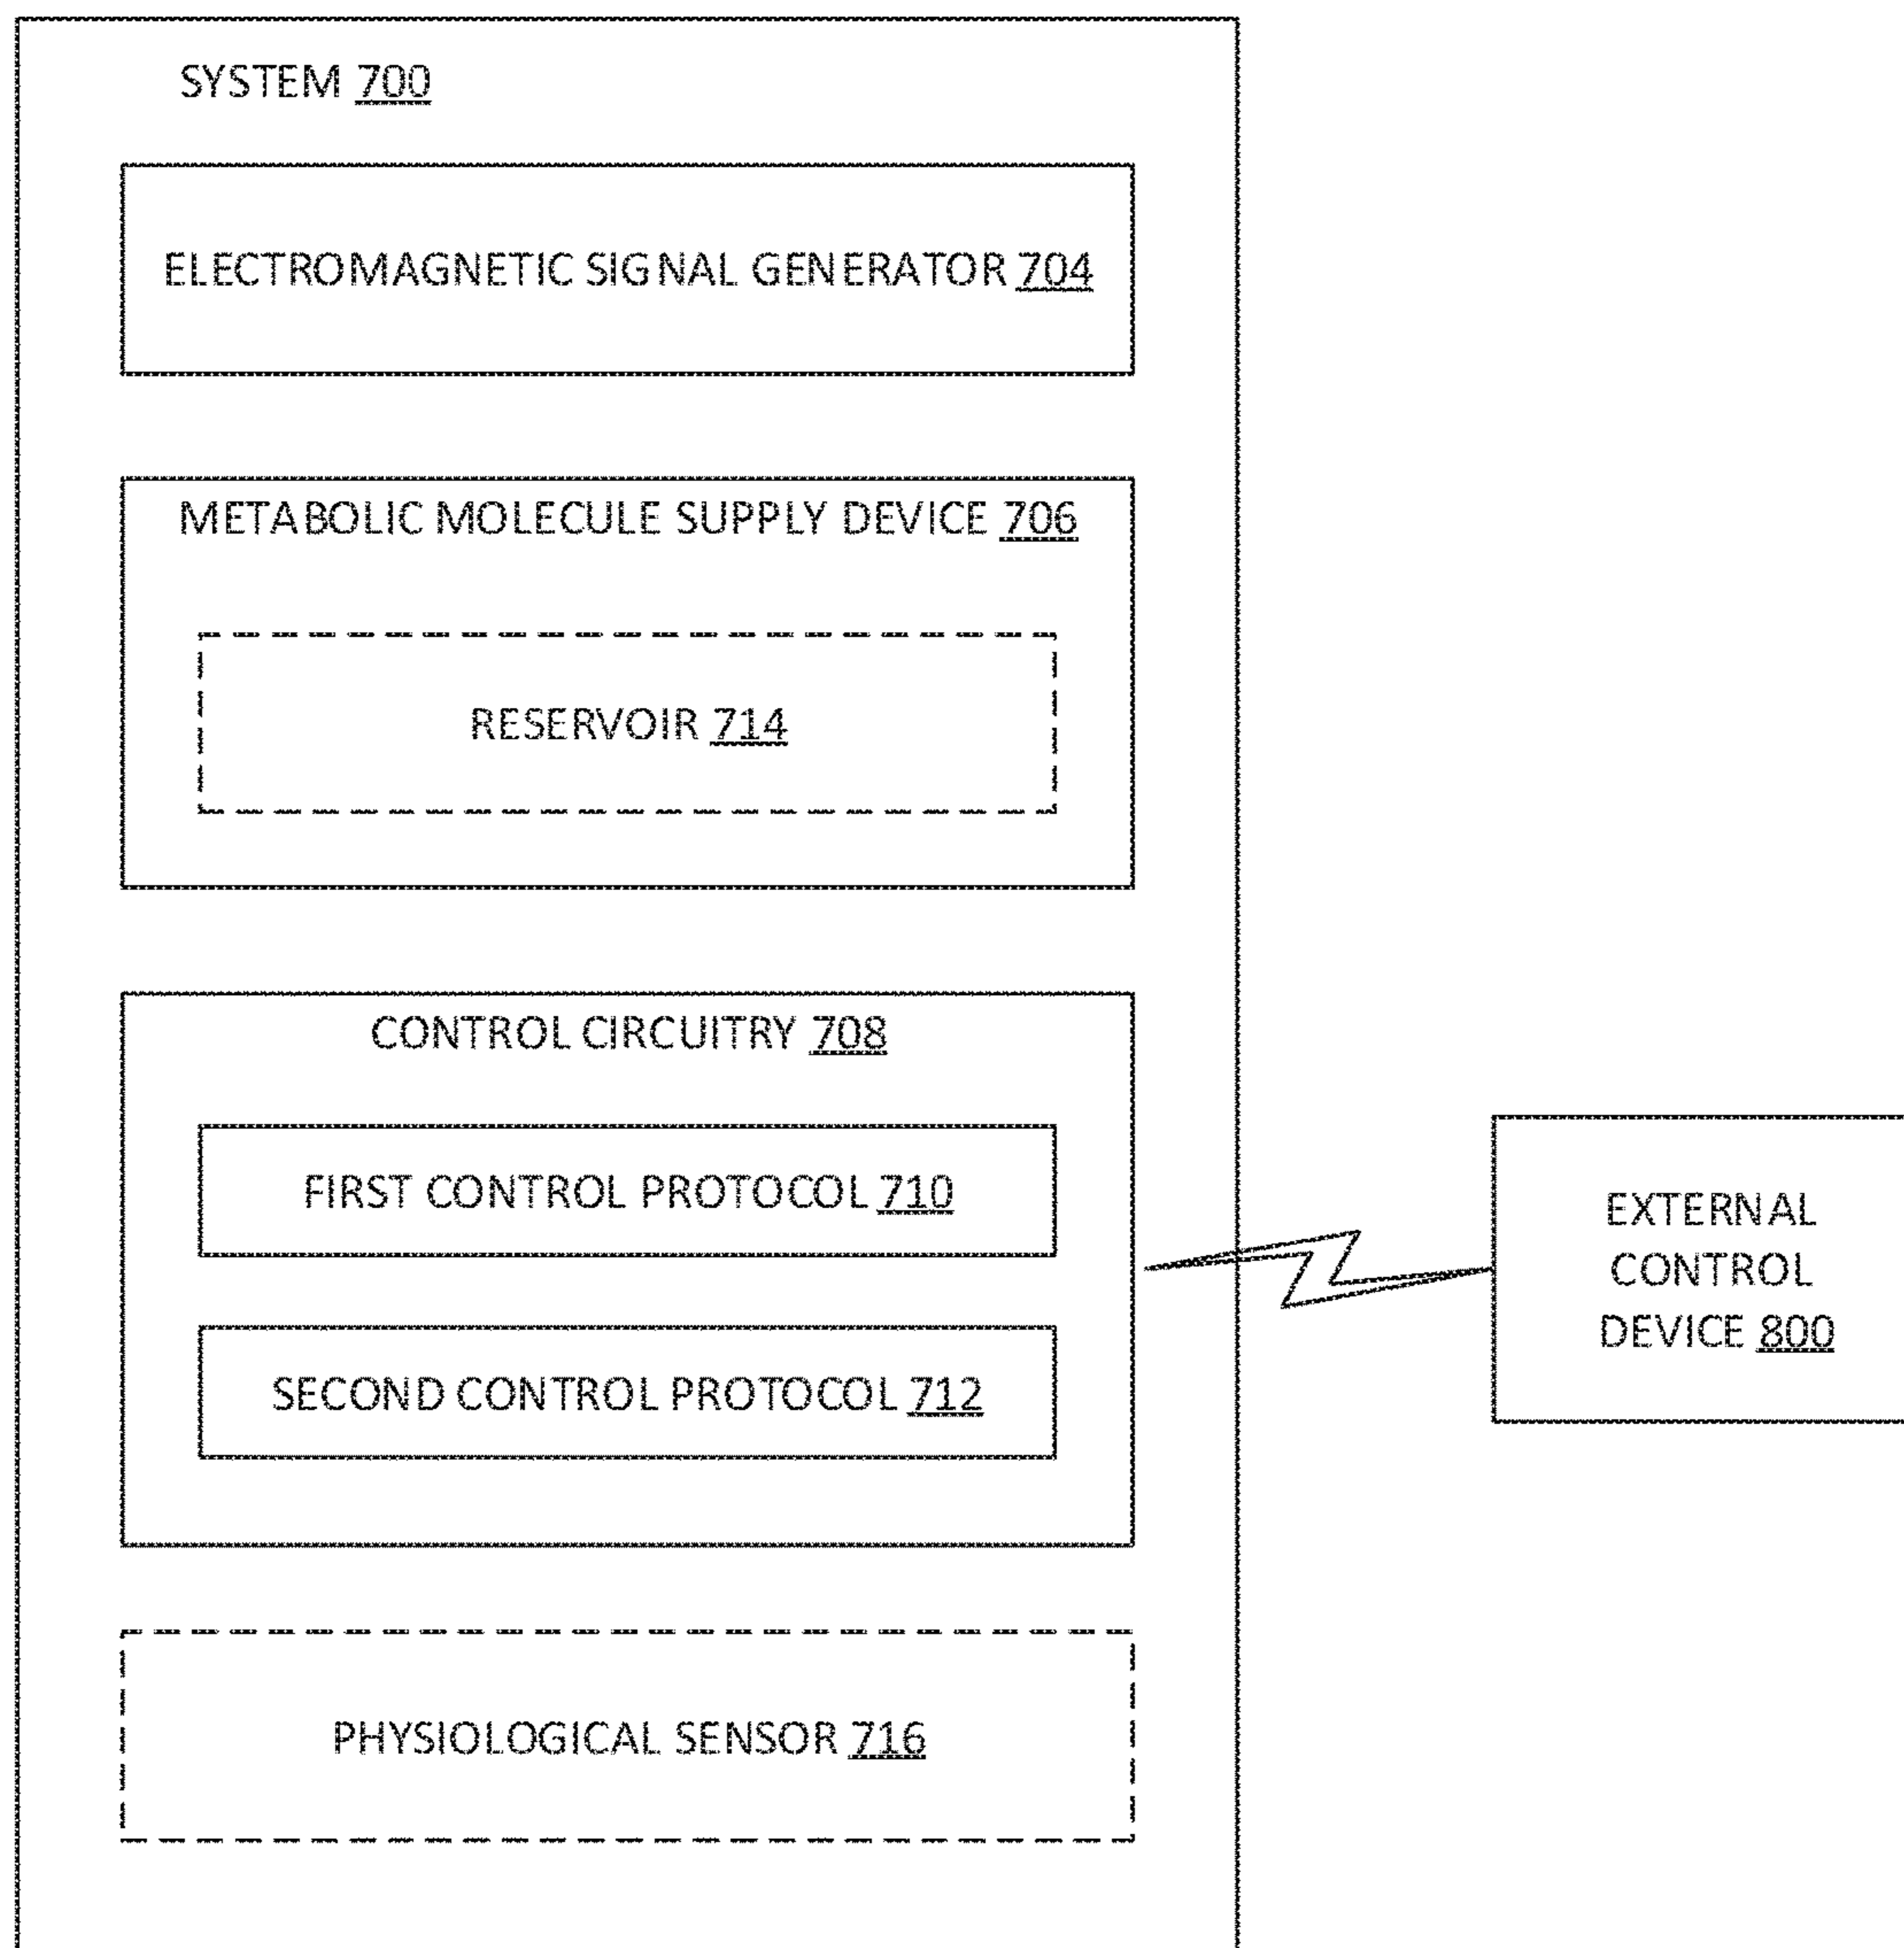 SYSTEM 700
ELECTROMAGNETIC SIGNAL GENERATOR 704
METABOLIC MOLECULE SUPPLY DEVICE 706
RESERVOIR 714
CONTROL CIRCUITRY 708
FIRST CONTROL PROTOCOL 710
SECOND CONTROL PROTOCOL 712
EXTERNAL
CONTROL
DEVICE 800
PHYSIOLOGICAL SENSOR 716